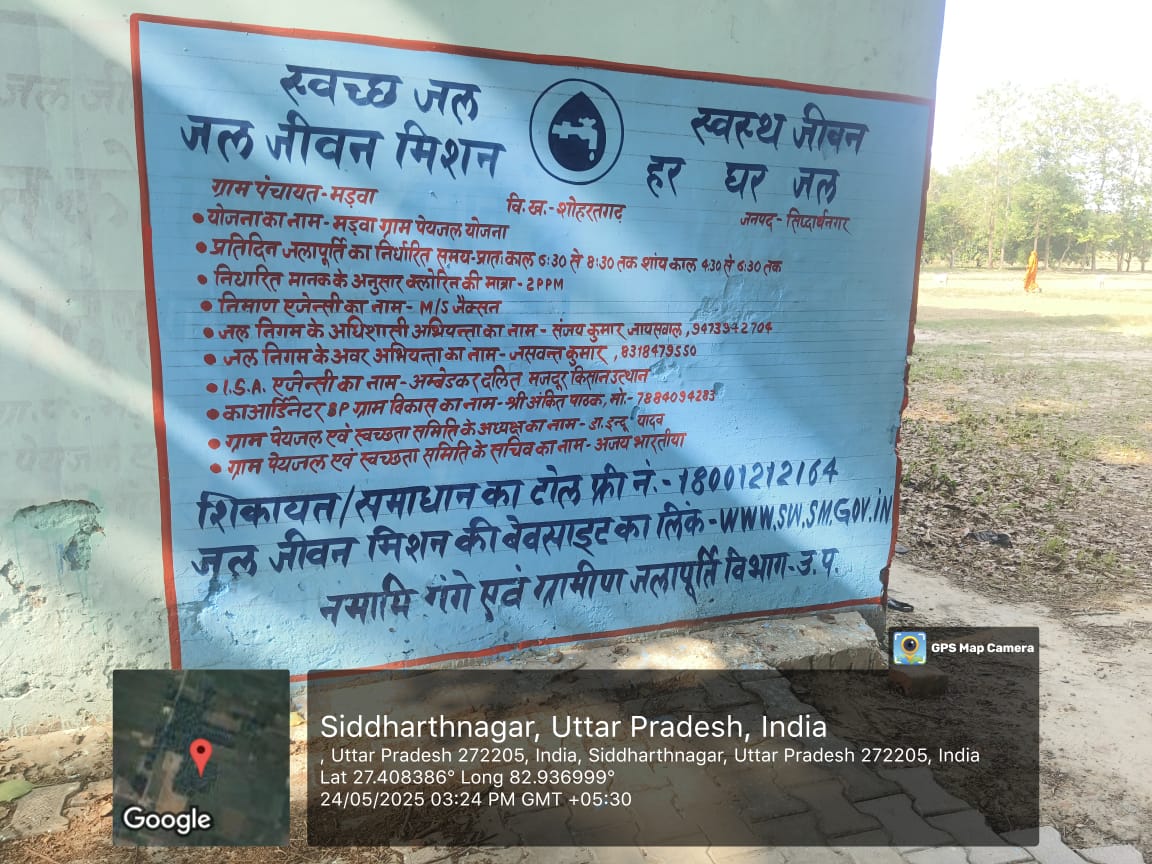 स्वच्छ जल
स्वस्थ जीवन
जल जीवन मिशन
हर घर जल
ग्राम पंचायत-मड़वा
वि.ख.-शोहरतगढ़
जनपद-सिद्धार्थनगर
•योजना का नाम-मड़वा ग्राम पेयजल योजना
•प्रतिदिन जलापूर्ति का निर्धारित समय-प्रातःकाल 6:30 से 8:30 तक शांय काल 4:30 से 6:30 तक
•निर्धारित मानक के अनुसार क्लोरिन की मात्रा-2PPM
•निमाण एजेन्सी का नाम-M/S जैक्सन
•जल निगम के अधिशासी अभियन्ता का नाम-संजय कुमार जायसवाल,9473942704
•जल निगम के अवर अभियन्ता का नाम-जसवन्त कुमार,8318479550
•I.S.A. एजेन्सी का नाम-अम्बेडकर दलित मजदूर किसान उत्थान
•काआर्डिनेटर BP ग्राम विकास का नाम-श्री अंकित पाठक, मो.-7884094283
•ग्राम पेयजल एवं स्वच्छता समिति के अध्यक्ष का नाम-डा. इन्दू यादव
•ग्राम पेयजल एवं स्वच्छता समिति के सचिव का नाम-अजय भारतीया
शिकायत/समाधान का टोल फ्री नं.-18001212164
जल जीवन मिशन की बेवसाइट का लिंक-WWW.SW.SM.GOV.iN
नमामि गंगे एवं ग्रामीण जलापूर्ति विभाग-उ.प्र.
GPS Map Camera
Siddharthnagar, Uttar Pradesh, India
, Uttar Pradesh 272205, India, Siddharthnagar, Uttar Pradesh 272205, India
Lat 27.408386° Long 82.936999°
24/05/2025 03:24 PM GMT +05:30
Google